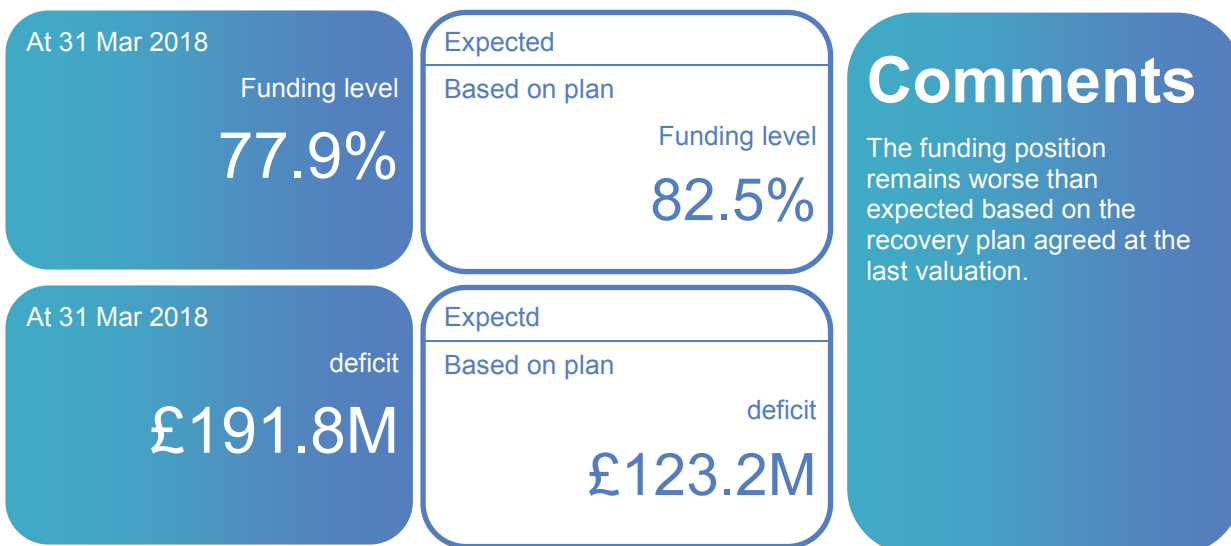 At 31 Mar 2018
Funding level
77.9%
Expected
Based on plan
Funding level
82.5%
At 31 Mar 2018
deficit
£191.8M
Expectd
Based on plan
deficit
£123.2M
Comments
The funding position
remains worse than
expected based on the
recovery plan agreed at the
last valuation.